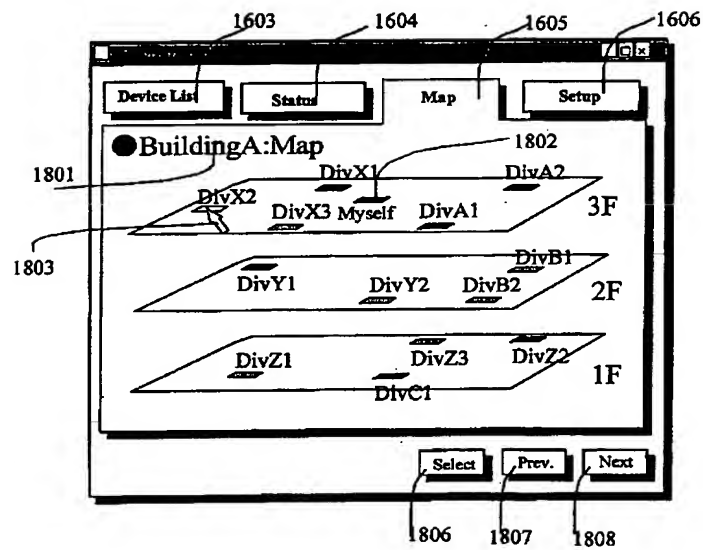 1603 1604 1605 1606
Device List Status Map Setup
BuildingA:Map
1801
1802
DivX1 DivA2
DivX2
DivX3 Myself DivA1
3F
1803
DivB1
DivY1 DivY2 DivB2
2F
DivZ1 DivZ3 DivZ2
DivC1
1F
Select Prev. Next
1806 1807 1808